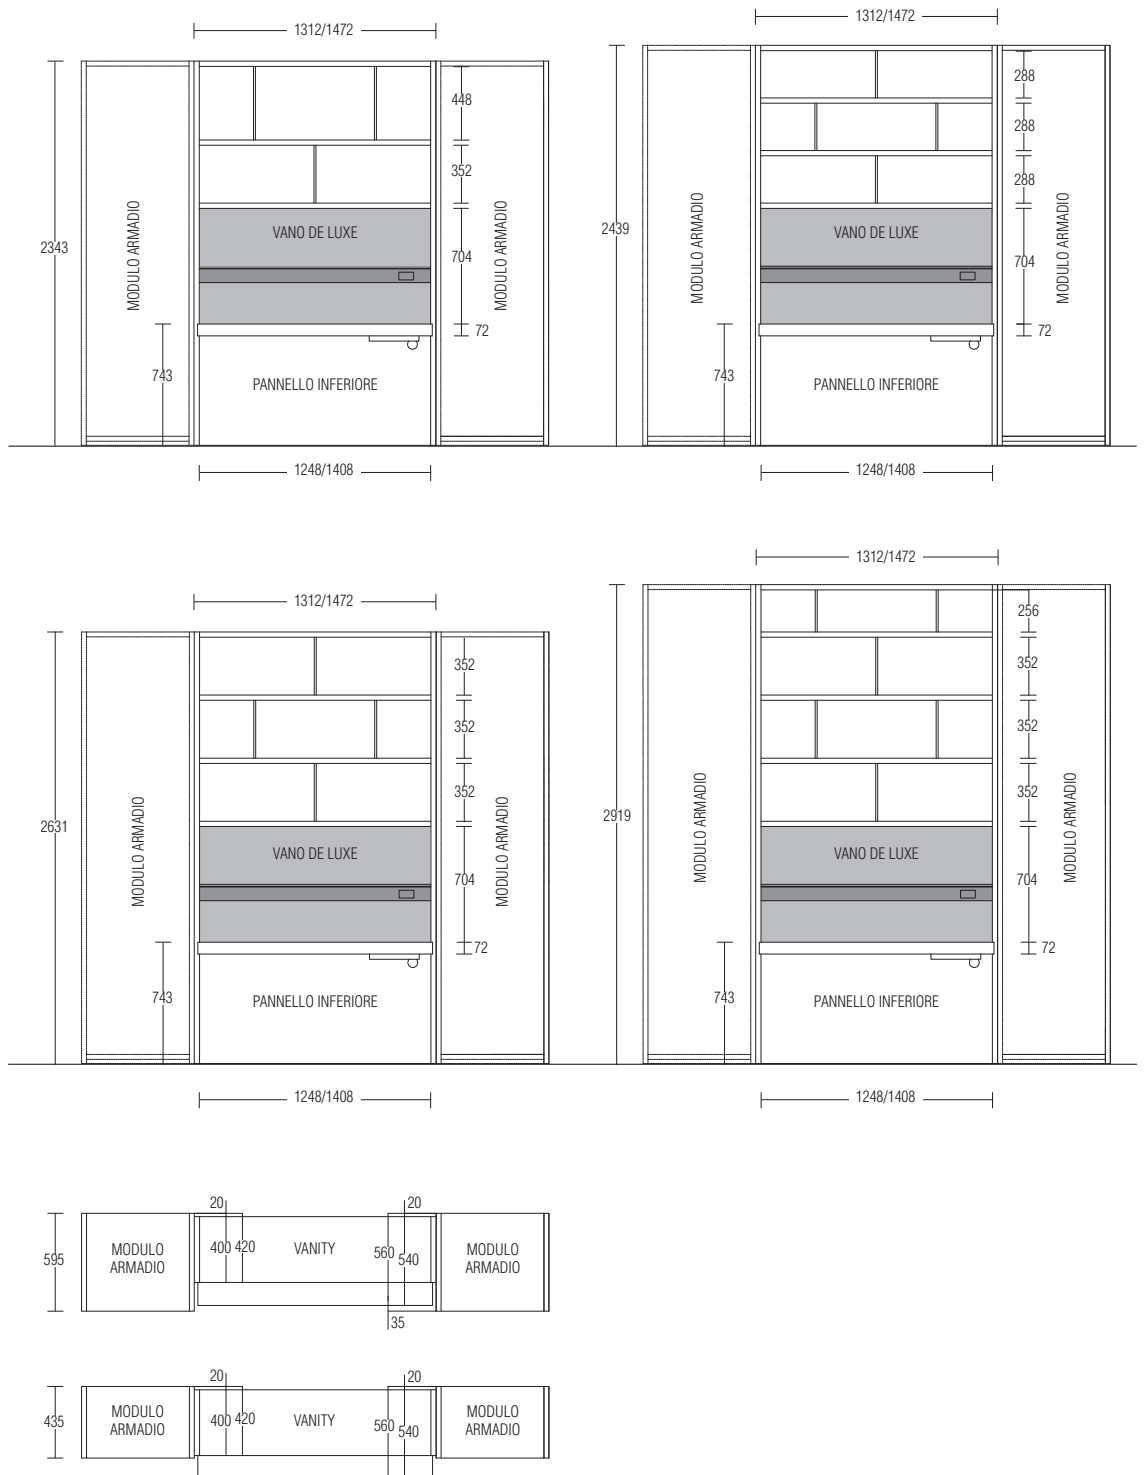 1312/1472
448
352
MODULO ARMADIO
VANO DE LUXE
MODULO ARMADIO
2343
704
72
743
PANNELLO INFERIORE
1248/1408
1312/1472
288
288
288
MODULO ARMADIO
VANO DE LUXE
MODULO ARMADIO
2439
704
72
743
PANNELLO INFERIORE
1248/1408
1312/1472
352
352
352
MODULO ARMADIO
VANO DE LUXE
MODULO ARMADIO
2631
704
72
743
PANNELLO INFERIORE
1248/1408
1312/1472
256
352
352
352
MODULO ARMADIO
VANO DE LUXE
MODULO ARMADIO
2919
704
72
743
PANNELLO INFERIORE
1248/1408
20
20
595
MODULO
ARMADIO
400
420
VANITY
560
540
MODULO
ARMADIO
35
20
20
435
MODULO
ARMADIO
400
420
VANITY
560
540
MODULO
ARMADIO